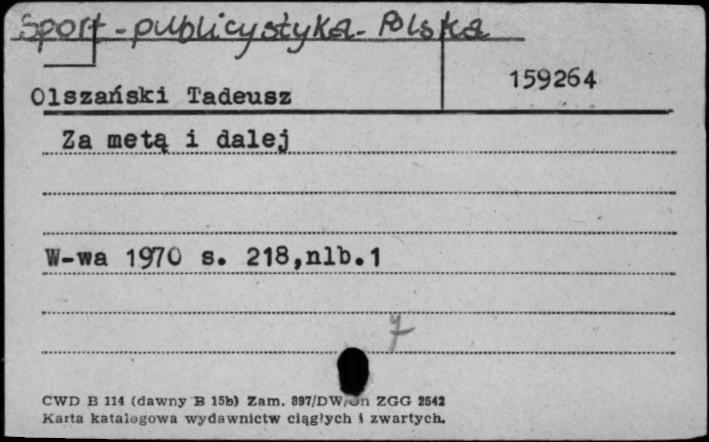 Sport - publicystyka - Polska
159264
Olszański Tadeusz
Za metą i dalej
W-wa 1970 s. 218,nlb.1
CWD B 114 (dawny B 15b) Zam. 897/DW/ ZGG 2542
Karta katalogowa wydawnictw ciągłych i zwartych.